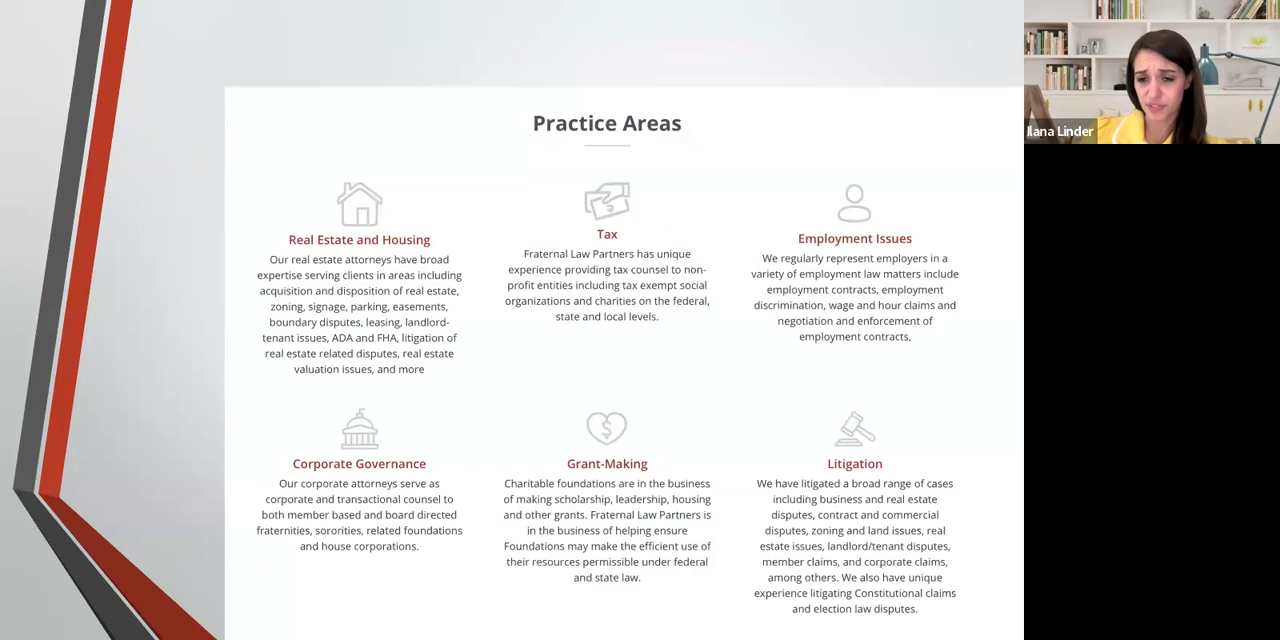 Practice Areas
Real Estate and Housing
Our real estate attorneys have broad
expertise serving clients in areas including
acquisition and disposition of real estate,
zoning, signage, parking, easements,
boundary disputes, leasing, landlord-
tenant issues, ADA and FHA, litigation of
real estate related disputes, real estate
valuation issues, and more
Tax
Fraternal Law Partners has unique
experience providing tax counsel to non-
profit entities including tax exempt social
organizations and charities on the federal,
state and local levels.
Employment Issues
We regularly represent employers in a
variety of employment law matters include
employment contracts, employment
discrimination, wage and hour claims and
negotiation and enforcement of
employment contracts,
Corporate Governance
Our corporate attorneys serve as
corporate and transactional counsel to
both member based and board directed
fraternities, sororities, related foundations
and house corporations.
Grant-Making
Charitable foundations are in the business
of making scholarship, leadership, housing
and other grants. Fraternal Law Partners is
in the business of helping ensure
Foundations may make the efficient use of
their resources permissible under federal
and state law.
Litigation
We have litigated a broad range of cases
including business and real estate
disputes, contract and commercial
disputes, zoning and land issues, real
estate issues, landlord/tenant disputes,
member claims, and corporate claims,
among others. We also have unique
experience litigating Constitutional claims
and election law disputes.
Ilana Linder